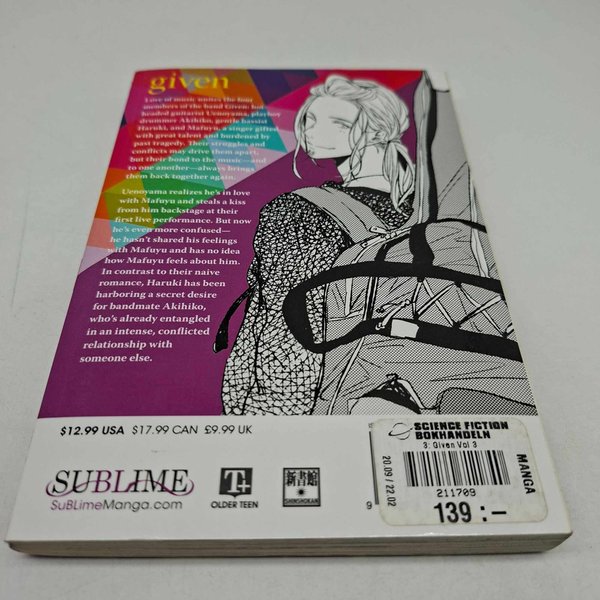 given
Love of music unites the four
members of the band Given: hot-
headed guitarist Uenoyama, playboy
drummer Akihiko, gentle bassist
Haruki, and Mafuyu, a singer gifted
with great talent and burdened by
past tragedy. Their struggles and
conflicts may drive them apart,
but their bond to the music—and
to one another—always brings
them back together again.
Uenoyama realizes he's in love
with Mafuyu and steals a kiss
from him backstage at their
first live performance. But now
he's even more confused—
he hasn't shared his feelings
with Mafuyu and has no idea
how Mafuyu feels about him.
In contrast to their naive
romance, Haruki has been
harboring a secret desire
for bandmate Akihiko,
who's already entangled
in an intense, conflicted
relationship with
someone else.
$12.99 USA $17.99 CAN £9.99 UK
SUBLIME
SuBLimeManga.com
T+
OLDER TEEN
新書館
SHINSHOKAN
SCIENCE FICTION
BOKHANDELN
3: Given Vol 3
20.09 / 22.02
211709
MANGA
139 :-